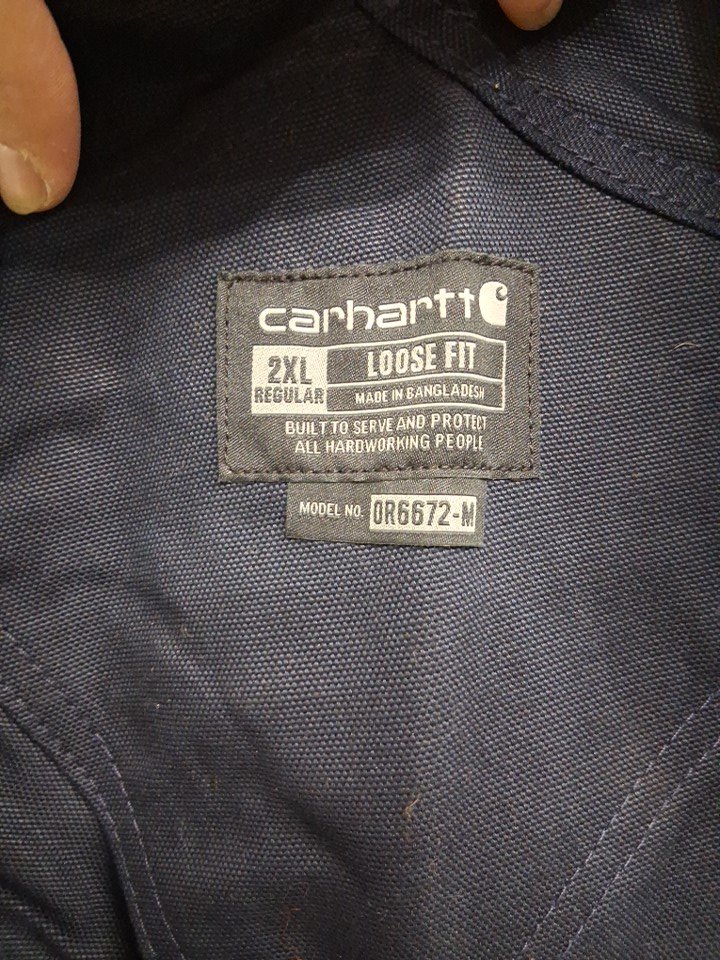 carhartt
2XL
REGULAR
LOOSE FIT
MADE IN BANGLADESH
BUILT TO SERVE AND PROTECT
ALL HARDWORKING PEOPLE
MODEL NO. OR6672-M